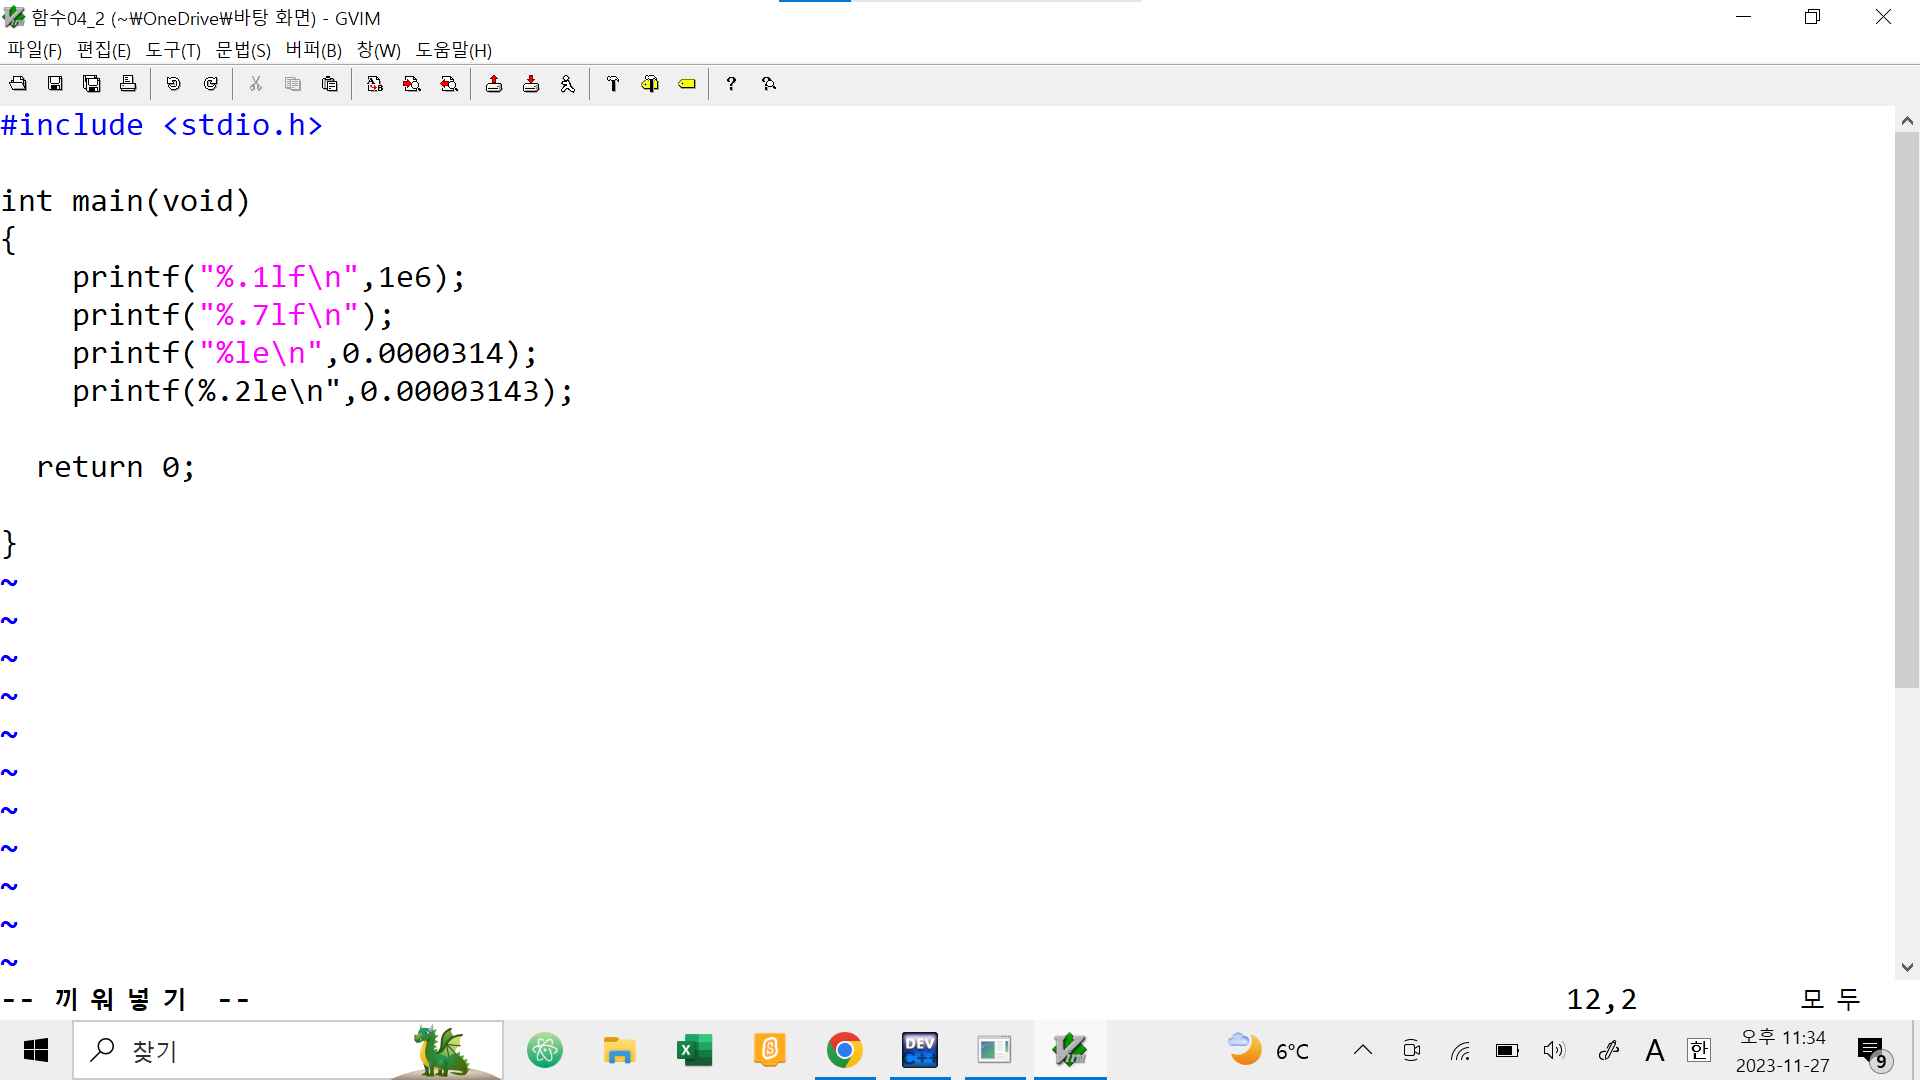 함수04_2 (~\OneDrive\바탕 화면) - GVIM
파일(F) 편집(E) 도구(T) 문법(S) 버퍼(B) 창(W) 도움말(H)
#include <stdio.h>
int main(void)
{
    printf("%.1lf\n",1e6);
    printf("%.7lf\n");
    printf("%le\n",0.0000314);
    printf(%.2le\n",0.00003143);
  return 0;
}
~
~
~
~
~
~
~
~
~
~
~
-- 끼워넣기 -- 12,2 모두
찾기
DEV C++
6°C
A 한
오후 11:34
2023-11-27
9